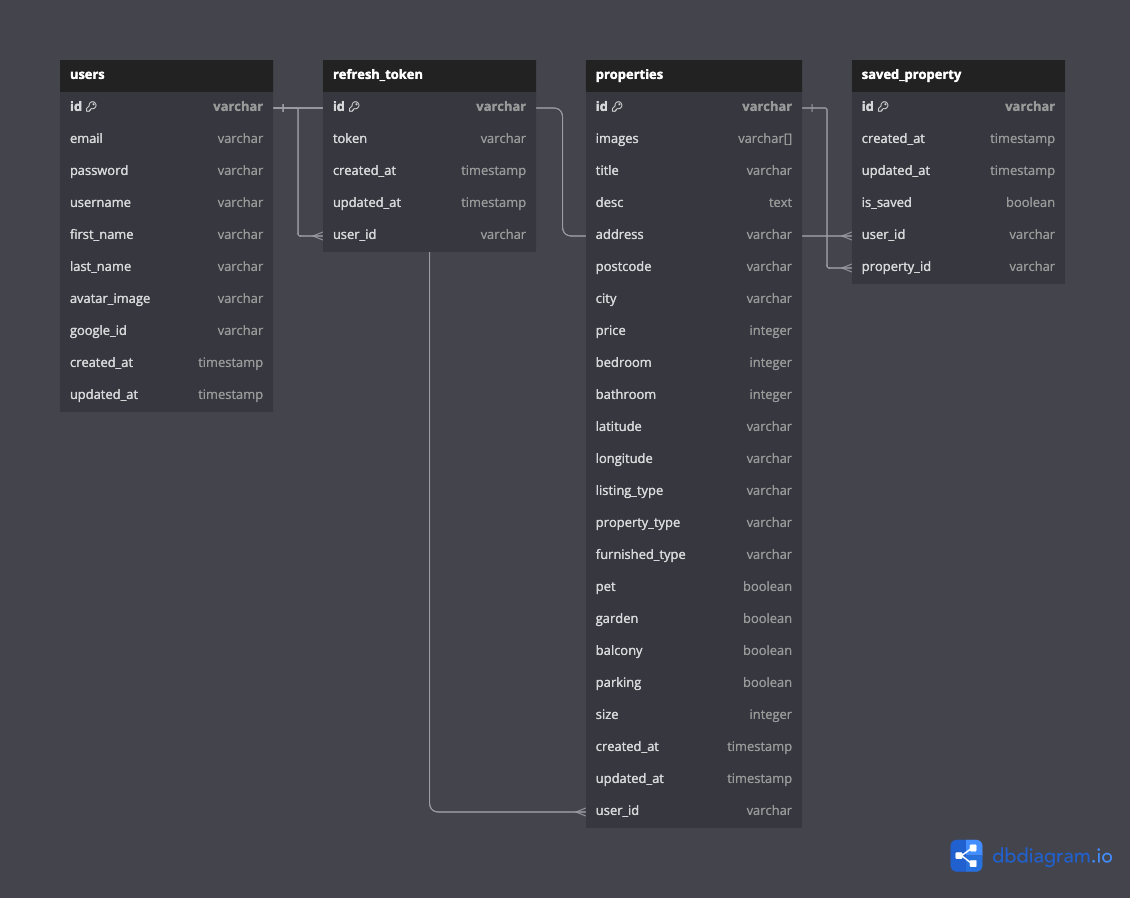 users
id varchar
email varchar
password varchar
username varchar
first_name varchar
last_name varchar
avatar_image varchar
google_id varchar
created_at timestamp
updated_at timestamp
refresh_token
id varchar
token varchar
created_at timestamp
updated_at timestamp
user_id varchar
properties
id varchar
images varchar[]
title varchar
desc text
address varchar
postcode varchar
city varchar
price integer
bedroom integer
bathroom integer
latitude varchar
longitude varchar
listing_type varchar
property_type varchar
furnished_type varchar
pet boolean
garden boolean
balcony boolean
parking boolean
size integer
created_at timestamp
updated_at timestamp
user_id varchar
saved_property
id varchar
created_at timestamp
updated_at timestamp
is_saved boolean
user_id varchar
property_id varchar
dbdiagram.io